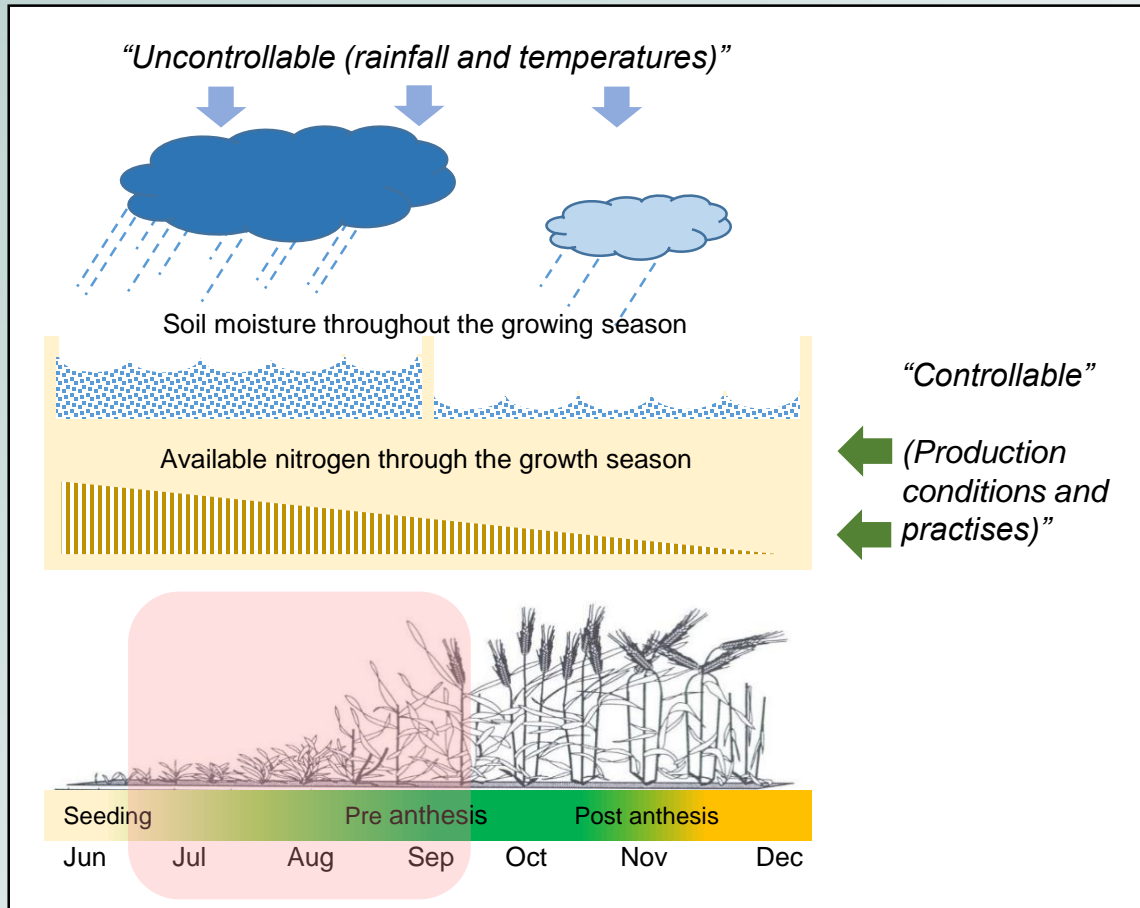 “Uncontrollable (rainfall and temperatures)”
Soil moisture throughout the growing season
“Controllable”
(Production
conditions and
practises)”
Available nitrogen through the growth season
Seeding
Pre anthesis
Post anthesis
Jun Jul Aug Sep Oct Nov Dec